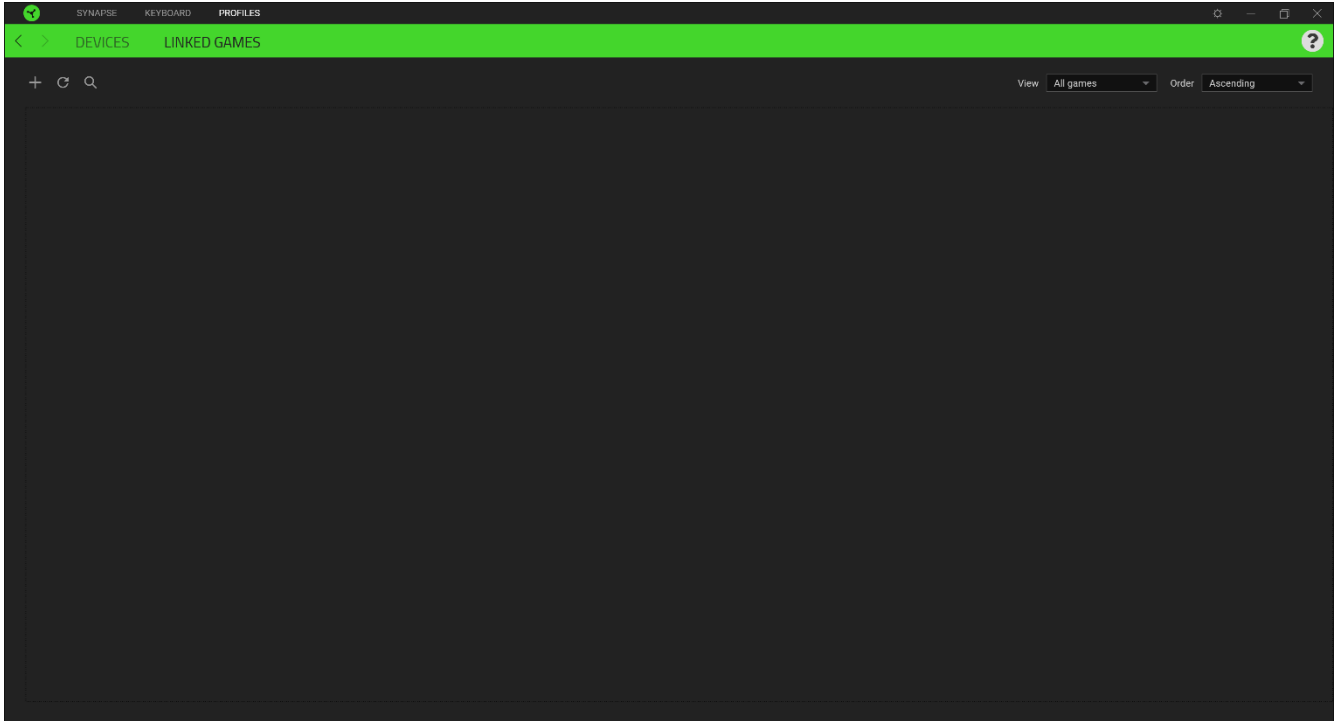 SYNAPSE KEYBOARD PROFILES
DEVICES LINKED GAMES ?
View All games Order Ascending